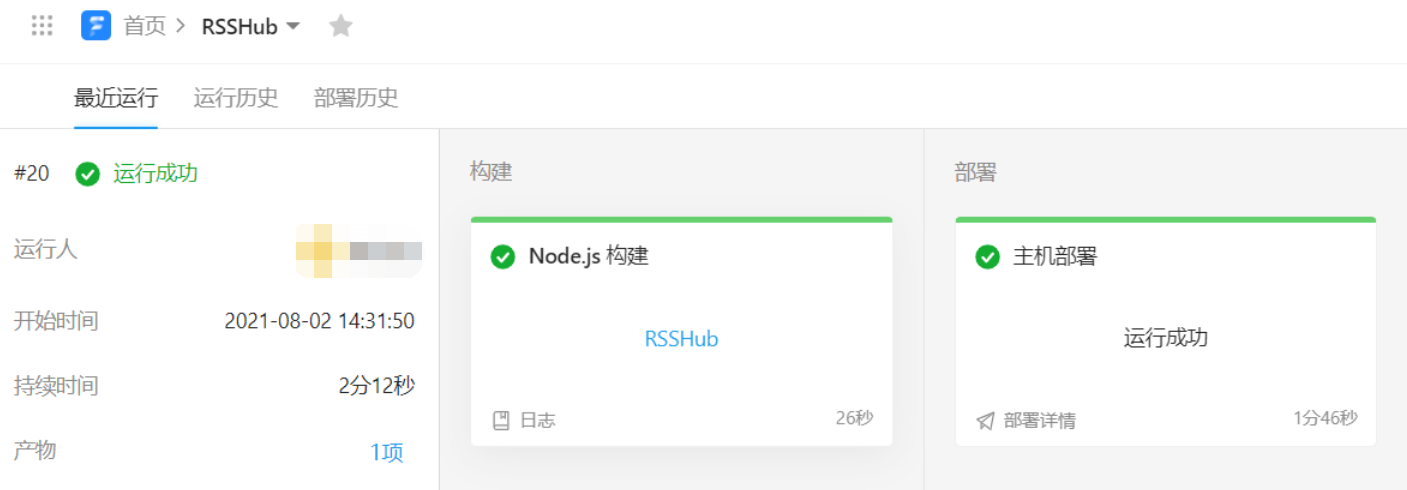 首页 > RSSHub
最近运行 运行历史 部署历史
#20 运行成功
运行人
开始时间 2021-08-02 14:31:50
持续时间 2分12秒
产物 1项
构建
Node.js 构建
RSSHub
日志 26秒
部署
主机部署
运行成功
部署详情 1分46秒